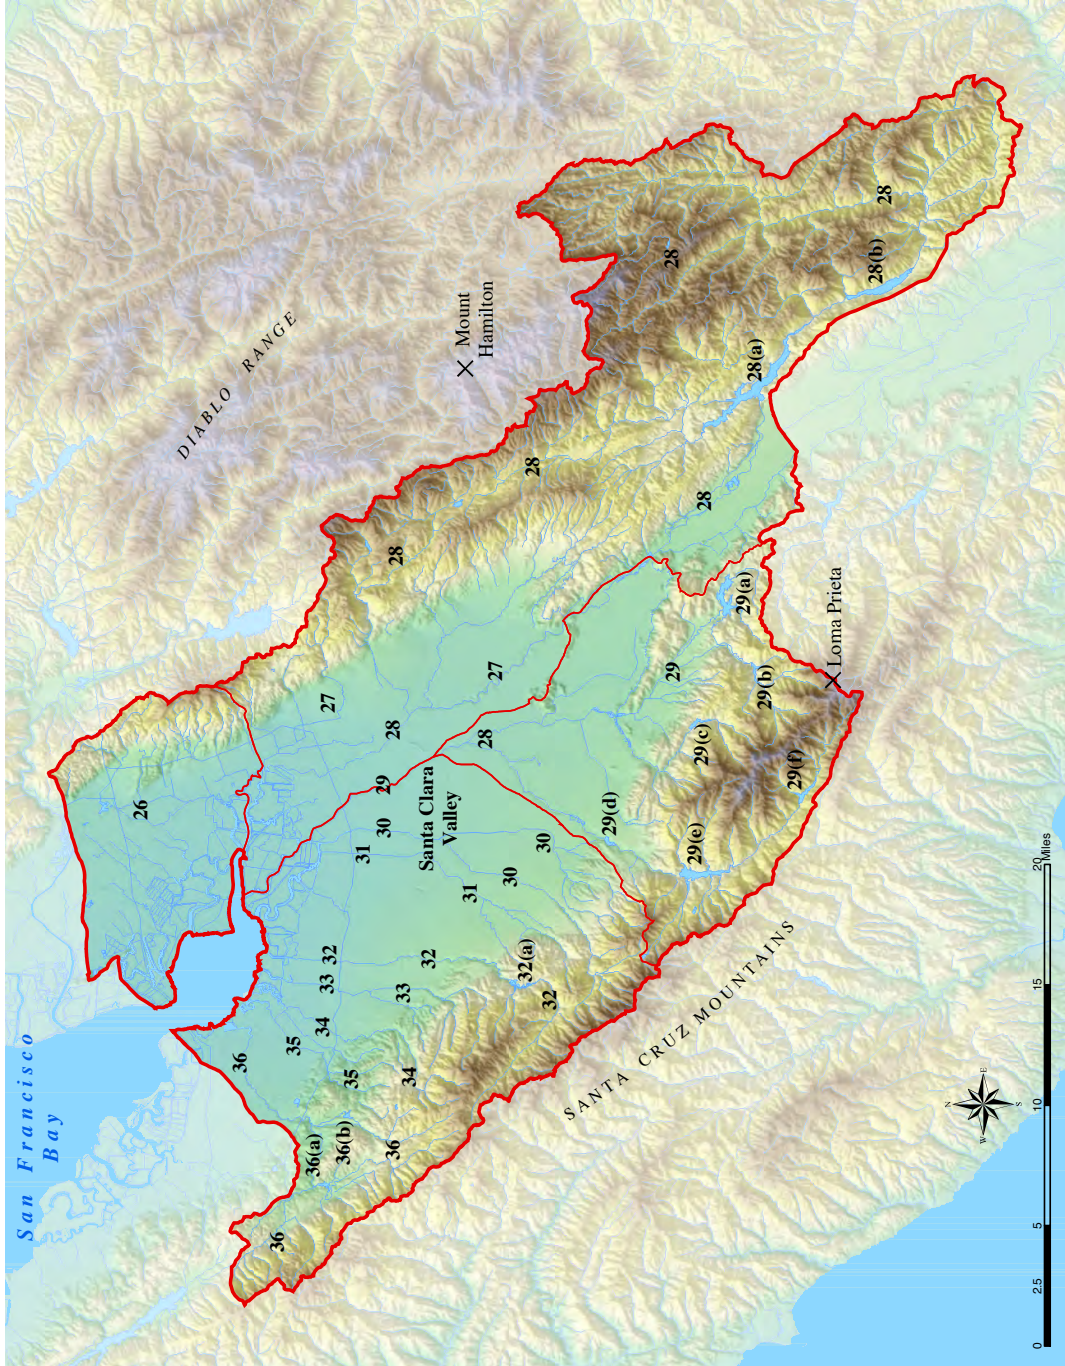 San Francisco
Bay
26
DIABLO RANGE
36
36
35
36(a)
34
33
32
27
36(b)
35
31
30
29
36
28
28
34
33
32
Santa Clara
Valley
Mount
Hamilton
31
28
27
30
32(a)
28
30
32
29(d)
SANTA CRUZ MOUNTAINS
29
28
29(e)
29(c)
28
29(a)
28(a)
29(b)
29(f)
Loma Prieta
28(b)
28
N
W
E
S
0 2.5 5 10 15 20
Miles